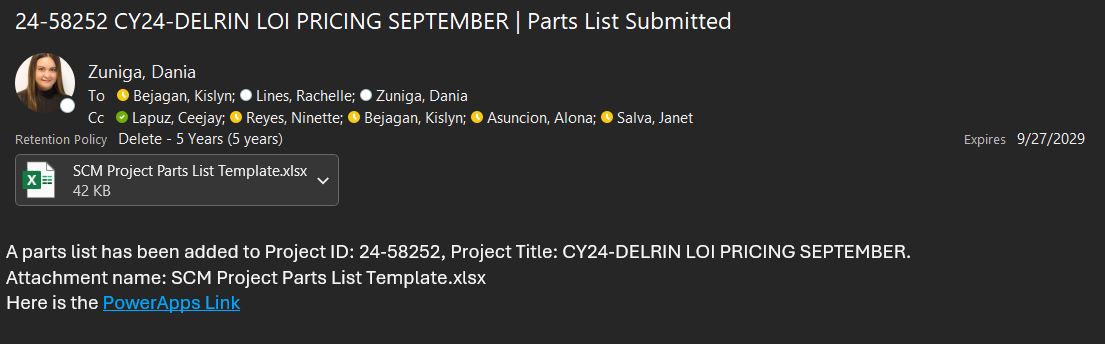 24-58252 CY24-DELRIN LOI PRICING SEPTEMBER | Parts List Submitted
Zuniga, Dania
To Bejagan, Kislyn; Lines, Rachelle; Zuniga, Dania
Cc Lapuz, Ceejay; Reyes, Ninette; Bejagan, Kislyn; Asuncion, Alona; Salva, Janet
Retention Policy Delete - 5 Years (5 years) Expires 9/27/2029
SCM Project Parts List Template.xlsx
42 KB
A parts list has been added to Project ID: 24-58252, Project Title: CY24-DELRIN LOI PRICING SEPTEMBER.
Attachment name: SCM Project Parts List Template.xlsx
Here is the PowerApps Link